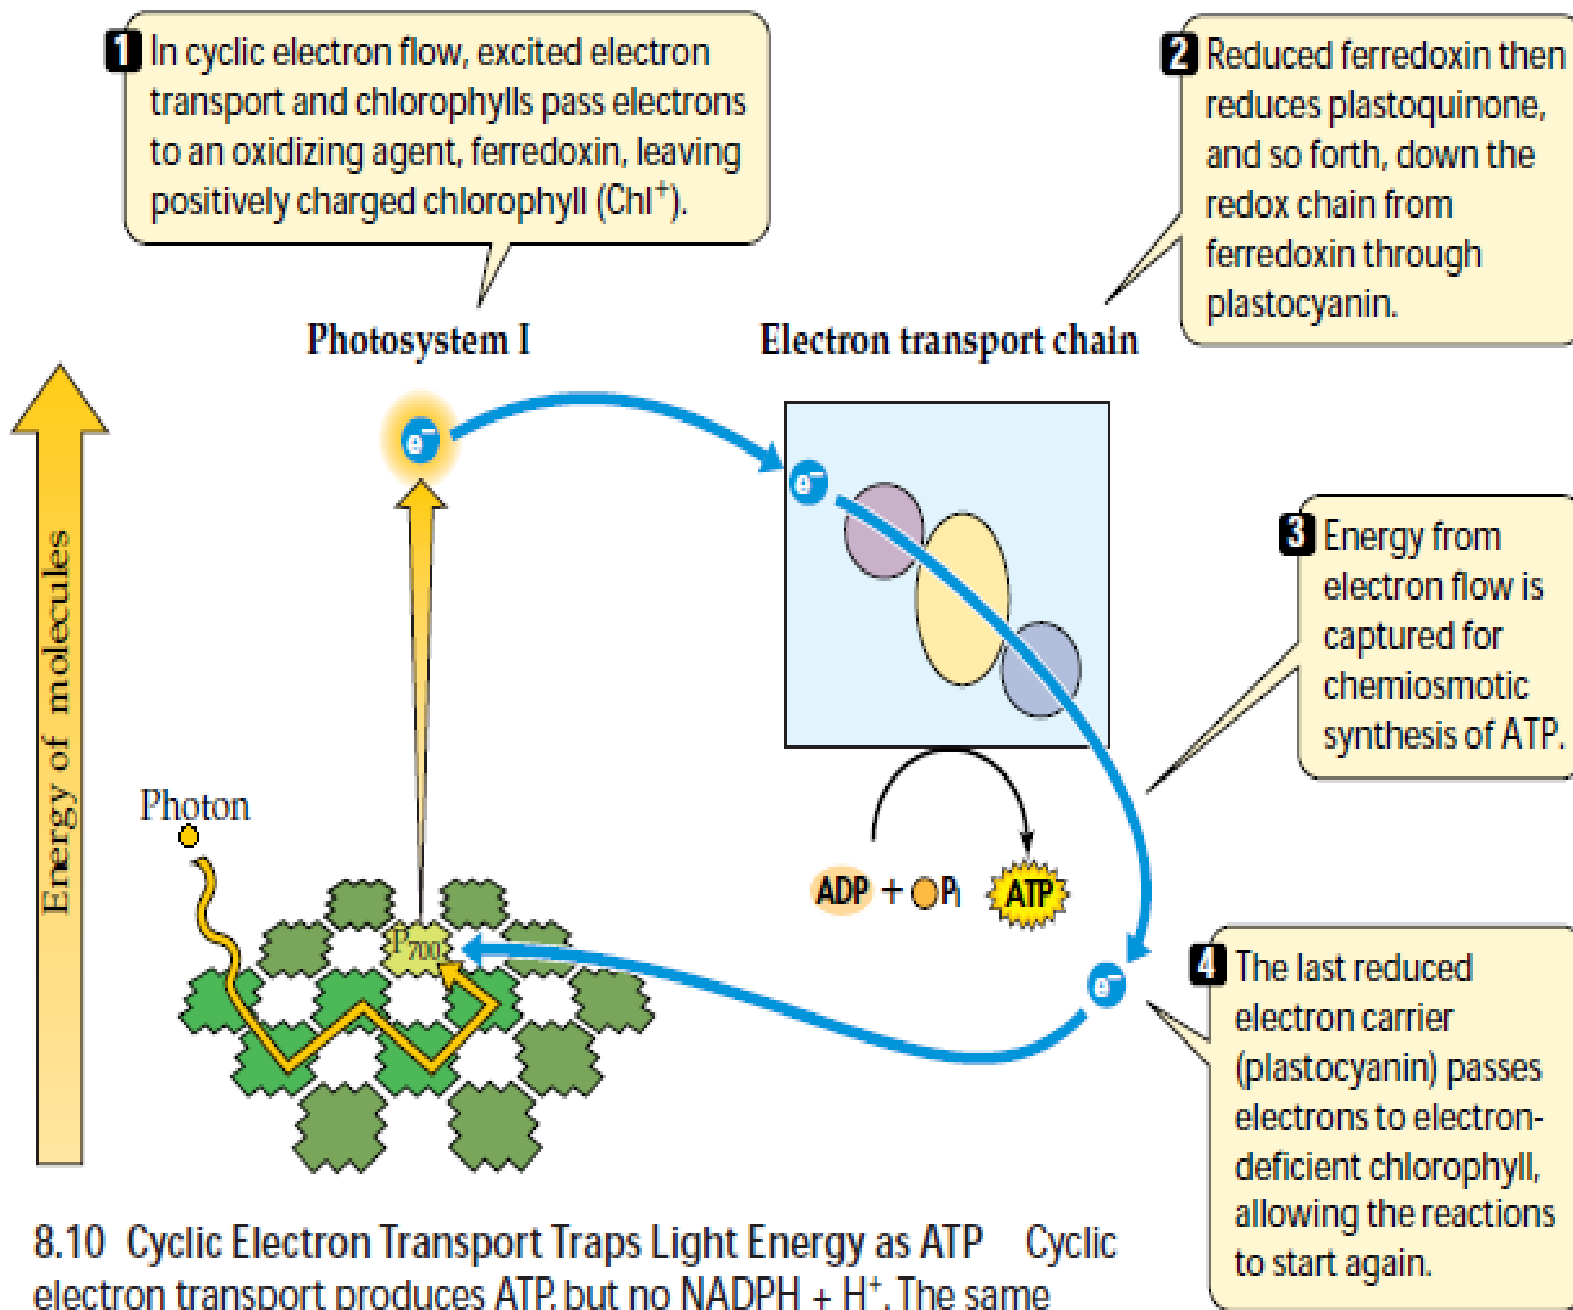 1 In cyclic electron flow, excited electron
transport and chlorophylls pass electrons
to an oxidizing agent, ferredoxin, leaving
positively charged chlorophyll (Chl⁺).
2 Reduced ferredoxin then
reduces plastoquinone,
and so forth, down the
redox chain from
ferredoxin through
plastocyanin.
Photosystem I
Electron transport chain
Energy of molecules
e⁻
e⁻
3 Energy from
electron flow is
captured for
chemiosmotic
synthesis of ATP.
Photon
ADP + Pi ATP
P700
e⁻
4 The last reduced
electron carrier
(plastocyanin) passes
electrons to electron-
deficient chlorophyll,
allowing the reactions
to start again.
8.10 Cyclic Electron Transport Traps Light Energy as ATP Cyclic
electron transport produces ATP, but no NADPH + H⁺. The same